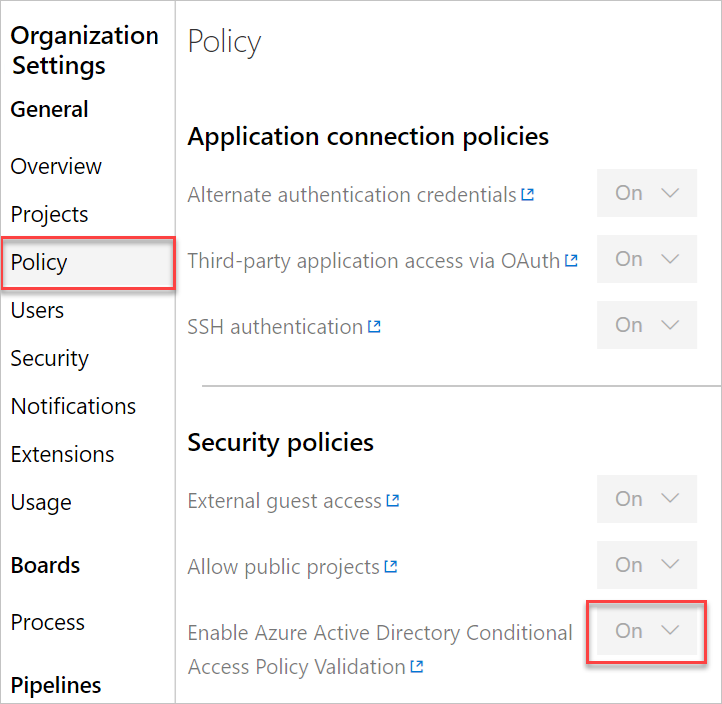 Organization
Settings
General
Overview
Projects
Policy
Users
Security
Notifications
Extensions
Usage
Boards
Process
Pipelines
Policy
Application connection policies
Alternate authentication credentials On
Third-party application access via OAuth On
SSH authentication On
Security policies
External guest access On
Allow public projects On
Enable Azure Active Directory Conditional On
Access Policy Validation